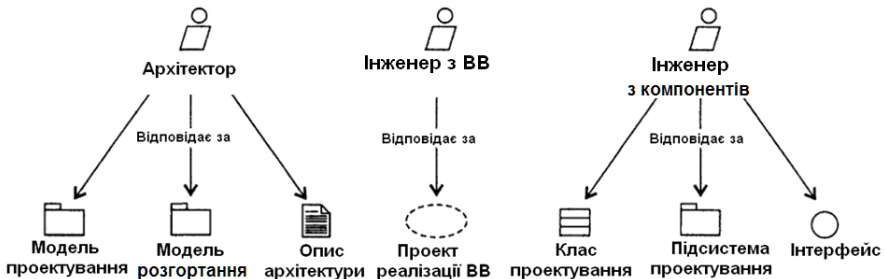 Архітектор
Інженер з ВВ
Інженер
з компонентів
Відповідає за
Відповідає за
Відповідає за
Модель
проектування
Модель
розгортання
Опис
архітектури
Проект
реалізації ВВ
Клас
проектування
Підсистема
проектування
Інтерфейс